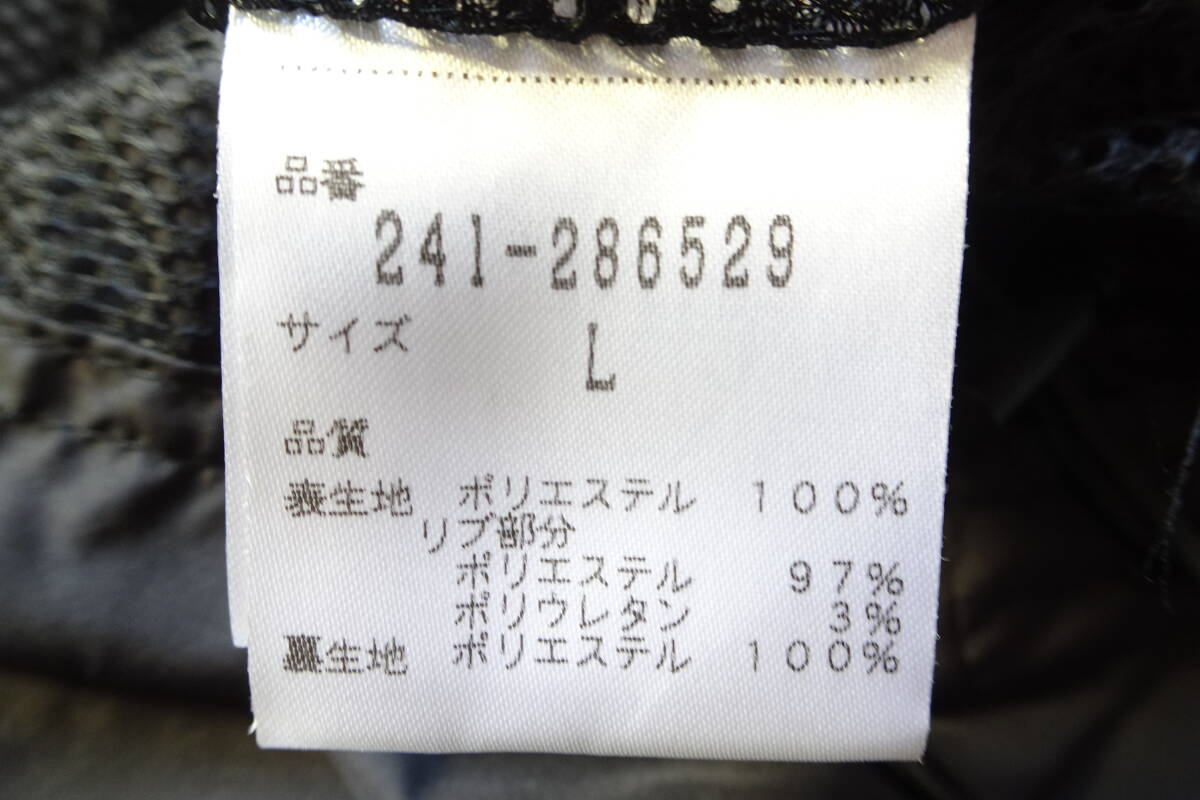 品番
241-286529
サイズ L
品質
表生地 ポリエステル 100%
リブ部分
ポリエステル 97%
ポリウレタン 3%
裏生地 ポリエステル 100%